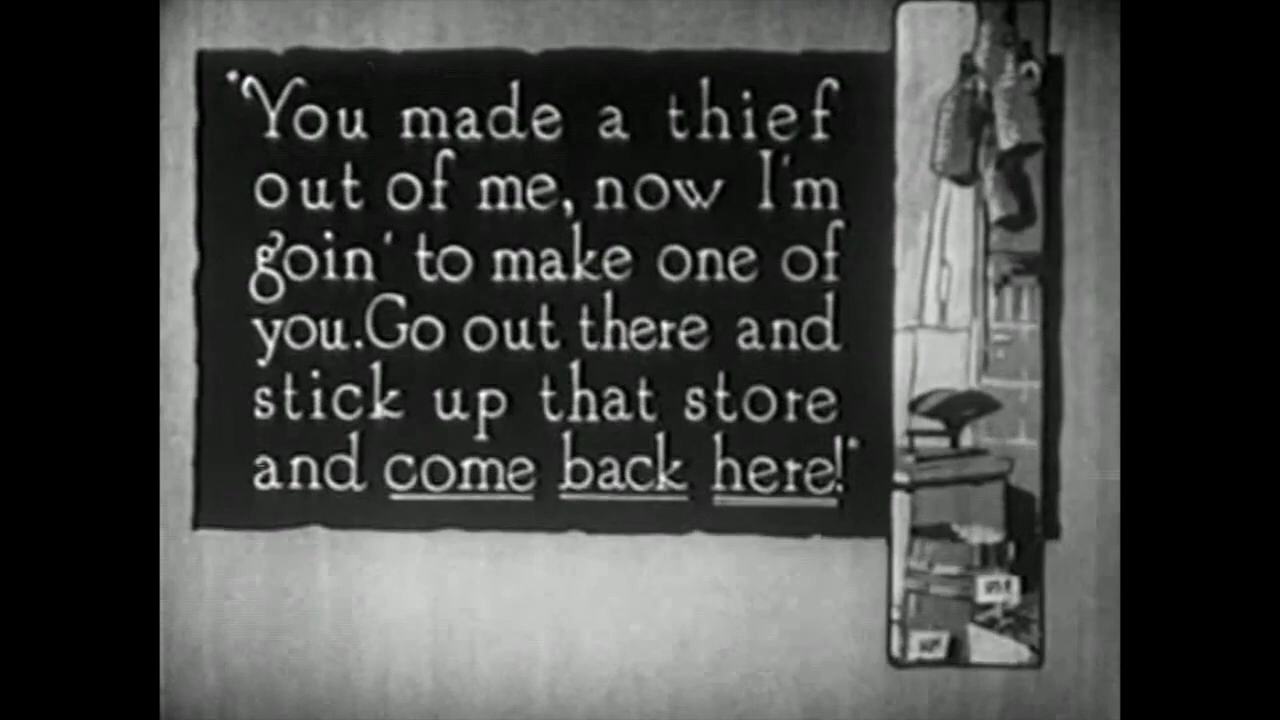 "You made a thief
out of me, now I'm
goin' to make one of
you. Go out there and
stick up that store
and come back here!"